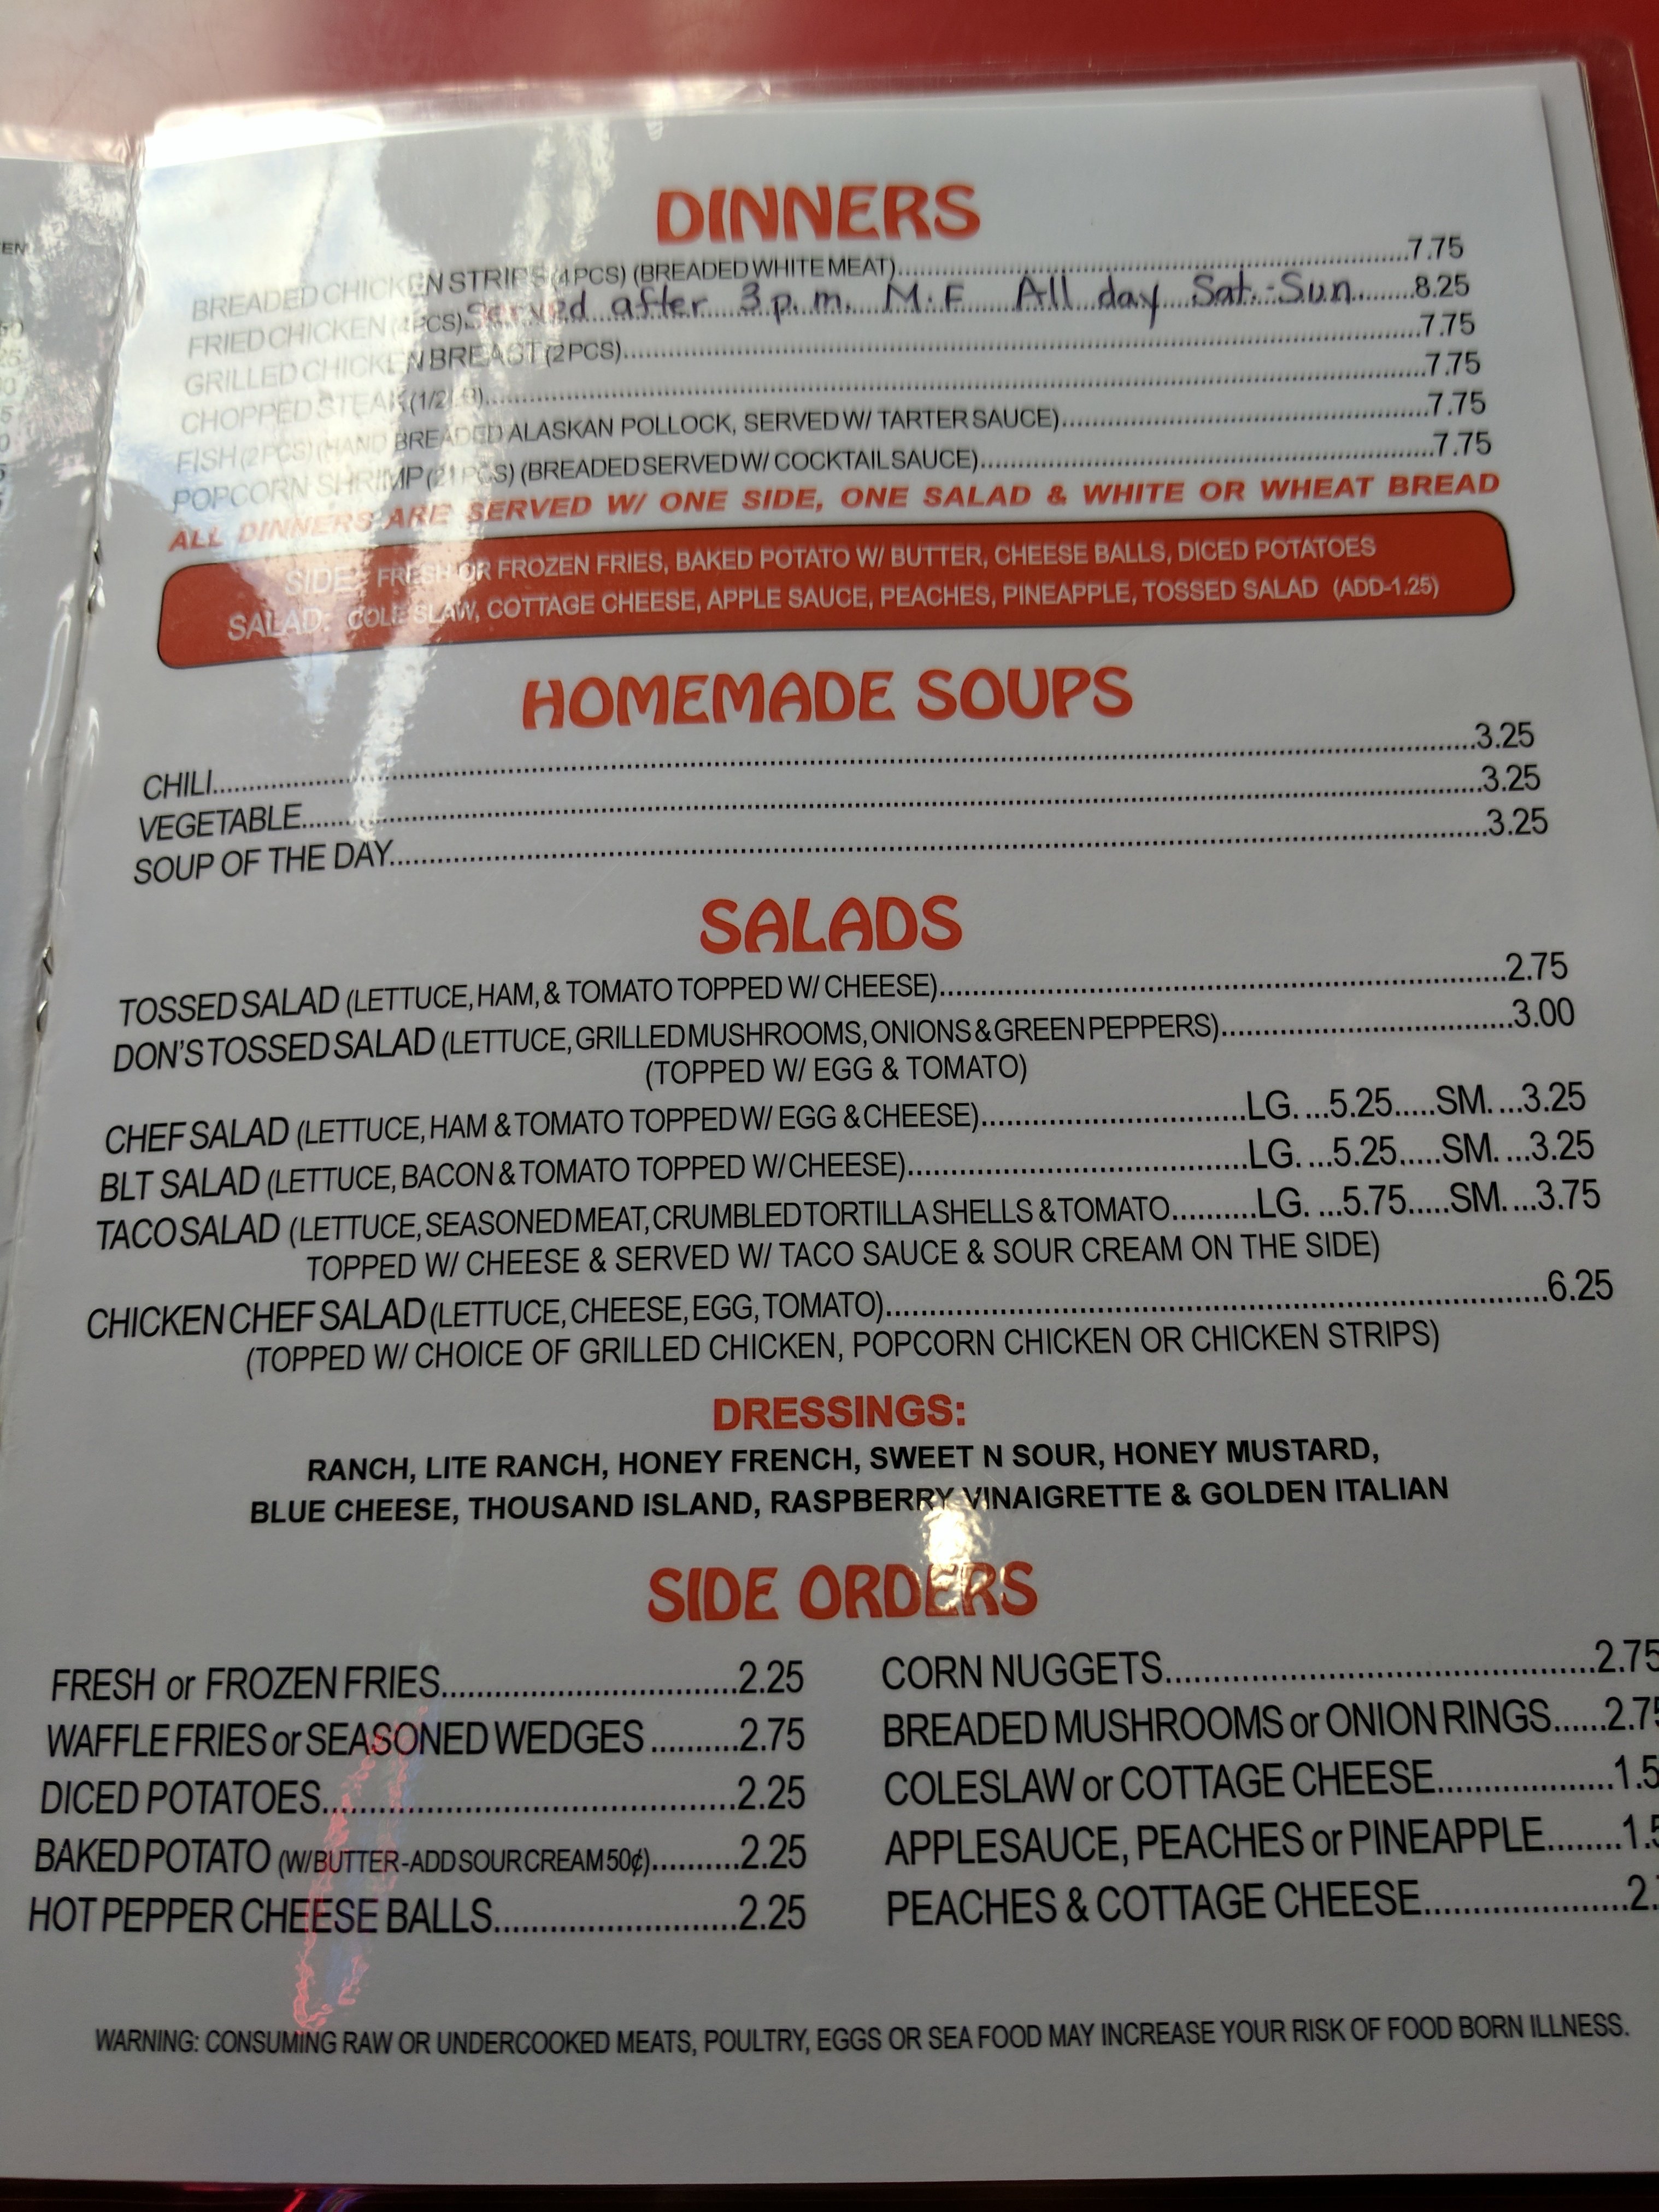 DINNERS
BREADED CHICKEN STRIPS (4 PCS) (BREADED WHITE MEAT)..........7.75
Served after 3 p.m. M-F All day Sat.-Sun.
FRIED CHICKEN (4 PCS)..........8.25
GRILLED CHICKEN BREAST (2 PCS)..........7.75
CHOPPED STEAK (1/2 LB)..........7.75
FISH (2 PCS) (HAND BREADED ALASKAN POLLOCK, SERVED W/ TARTER SAUCE)..........7.75
POPCORN SHRIMP (21 PCS) (BREADED SERVED W/ COCKTAIL SAUCE)..........7.75
ALL DINNERS ARE SERVED W/ ONE SIDE, ONE SALAD & WHITE OR WHEAT BREAD
SIDE: FRESH OR FROZEN FRIES, BAKED POTATO W/ BUTTER, CHEESE BALLS, DICED POTATOES
SALAD: COLE SLAW, COTTAGE CHEESE, APPLE SAUCE, PEACHES, PINEAPPLE, TOSSED SALAD (ADD-1.25)
HOMEMADE SOUPS
CHILI..........3.25
VEGETABLE..........3.25
SOUP OF THE DAY..........3.25
SALADS
TOSSED SALAD (LETTUCE, HAM, & TOMATO TOPPED W/ CHEESE)..........2.75
DON'S TOSSED SALAD (LETTUCE, GRILLED MUSHROOMS, ONIONS & GREEN PEPPERS)..........3.00
(TOPPED W/ EGG & TOMATO)
CHEF SALAD (LETTUCE, HAM & TOMATO TOPPED W/ EGG & CHEESE)..........LG. ...5.25.....SM. ...3.25
BLT SALAD (LETTUCE, BACON & TOMATO TOPPED W/ CHEESE)..........LG. ...5.25.....SM. ...3.25
TACO SALAD (LETTUCE, SEASONED MEAT, CRUMBLED TORTILLA SHELLS & TOMATO..........LG. ...5.75.....SM. ...3.75
TOPPED W/ CHEESE & SERVED W/ TACO SAUCE & SOUR CREAM ON THE SIDE)
CHICKEN CHEF SALAD (LETTUCE, CHEESE, EGG, TOMATO)..........6.25
(TOPPED W/ CHOICE OF GRILLED CHICKEN, POPCORN CHICKEN OR CHICKEN STRIPS)
DRESSINGS:
RANCH, LITE RANCH, HONEY FRENCH, SWEET N SOUR, HONEY MUSTARD,
BLUE CHEESE, THOUSAND ISLAND, RASPBERRY VINAIGRETTE & GOLDEN ITALIAN
SIDE ORDERS
FRESH or FROZEN FRIES..........2.25
WAFFLE FRIES or SEASONED WEDGES ..........2.75
DICED POTATOES..........2.25
BAKED POTATO (W/BUTTER-ADD SOUR CREAM 50¢)..........2.25
HOT PEPPER CHEESE BALLS..........2.25
CORN NUGGETS..........2.75
BREADED MUSHROOMS or ONION RINGS......2.75
COLESLAW or COTTAGE CHEESE..........1.5
APPLESAUCE, PEACHES or PINEAPPLE........1.5
PEACHES & COTTAGE CHEESE..........2.
WARNING: CONSUMING RAW OR UNDERCOOKED MEATS, POULTRY, EGGS OR SEA FOOD MAY INCREASE YOUR RISK OF FOOD BORN ILLNESS.